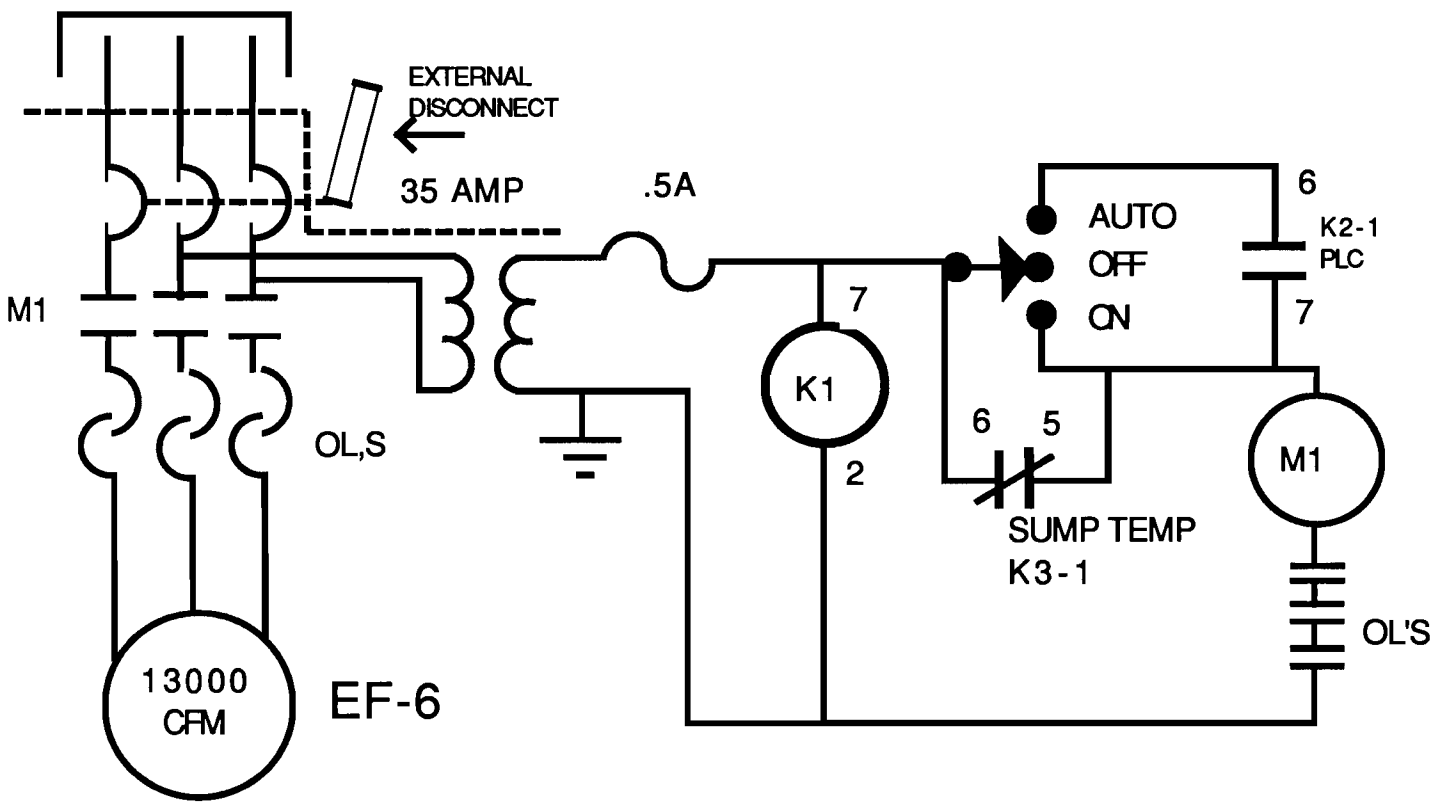 EXTERNAL
DISCONNECT
35 AMP
.5A
AUTO
OFF
ON
6
K2-1
PLC
7
M1
7
K1
2
6 5
SUMP TEMP
K3-1
M1
OL,S
OL'S
13000
CFM
EF-6